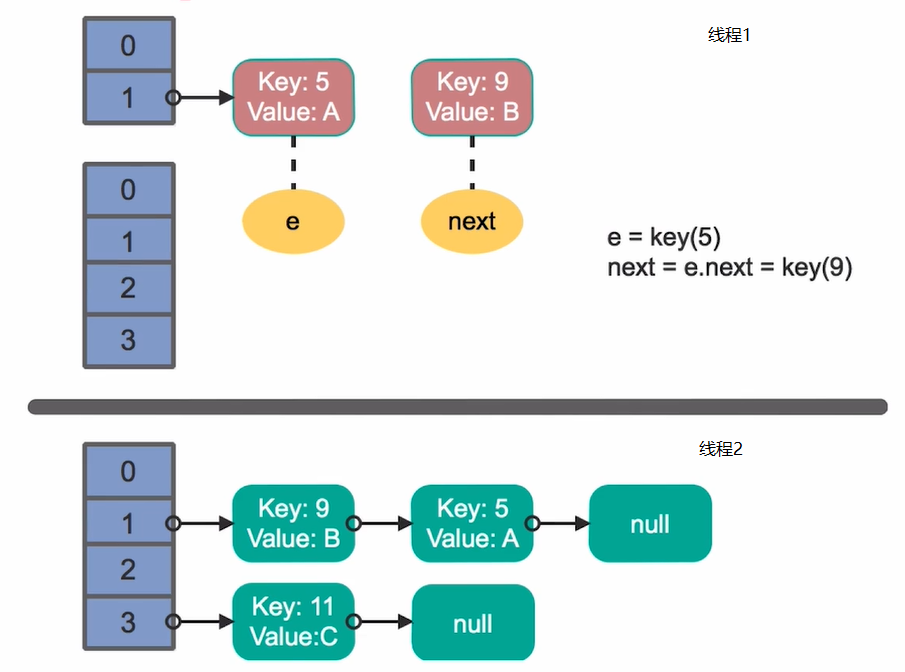 线程1
0
1
Key: 5
Value: A
Key: 9
Value: B
0
1
2
3
e
next
e = key(5)
next = e.next = key(9)
线程2
0
1
2
3
Key: 9
Value: B
Key: 5
Value: A
null
Key: 11
Value:C
null